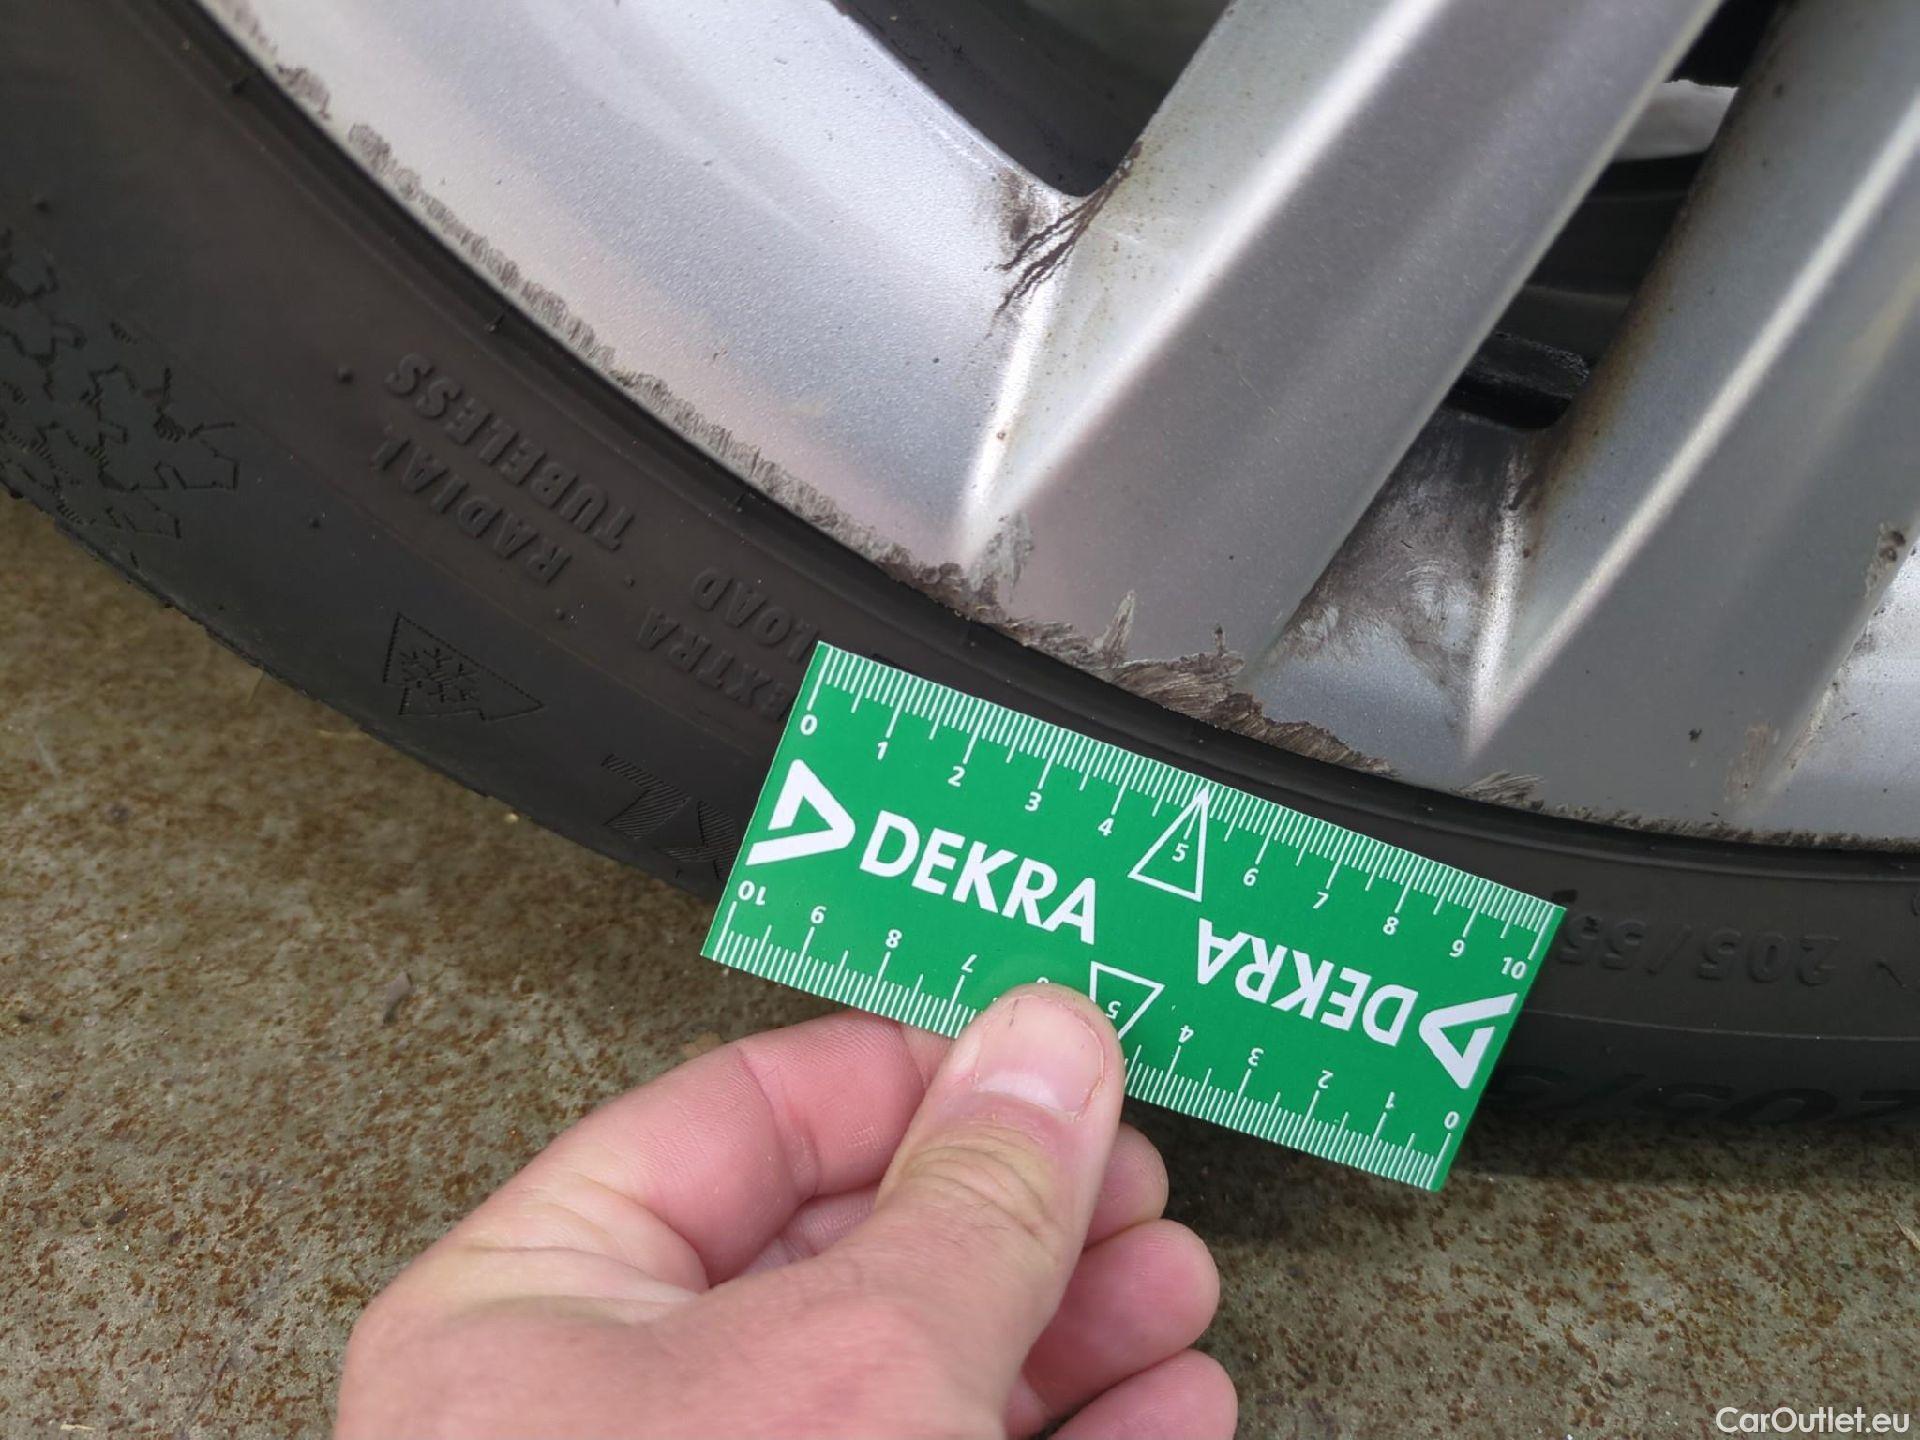 RADIAL
TUBELESS
EXTRA
LOAD
XL
0 1 2 3 4 5 6 7 8 9 10
DEKRA
DEKRA
10 9 8 7 5 4 3 2 1 0
205/55
CarOutlet.eu